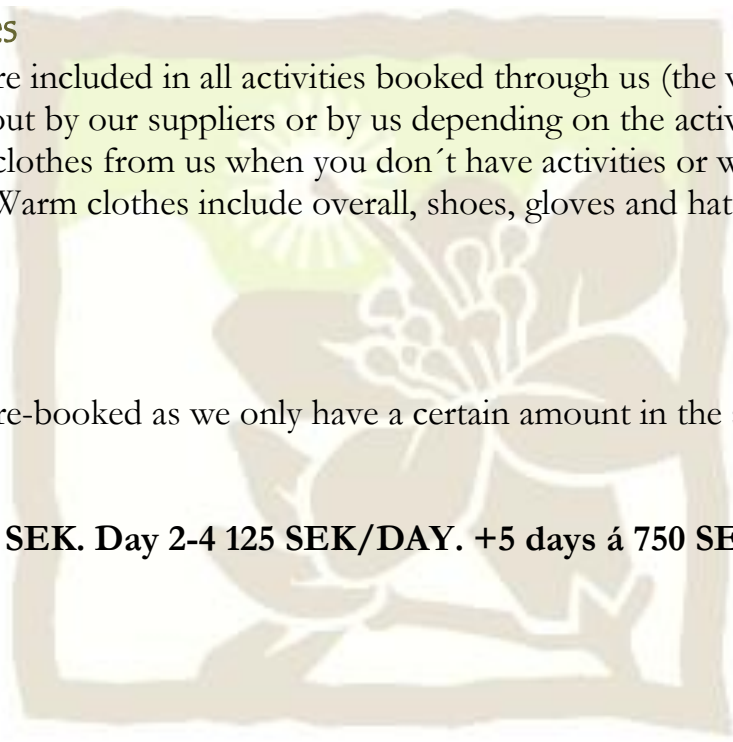 es
re included in all activities booked through us (the
out by our suppliers or by us depending on the activ
clothes from us when you don´t have activities or w
Warm clothes include overall, shoes, gloves and hat
re-booked as we only have a certain amount in the
SEK. Day 2-4 125 SEK/DAY. +5 days á 750 SE